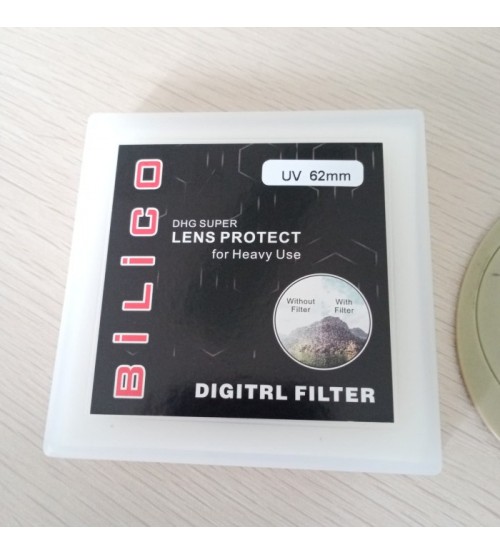 BiLiCO
UV 62mm
DHG SUPER
LENS PROTECT
for Heavy Use
Without
Filter
With
Filter
DIGITRL FILTER